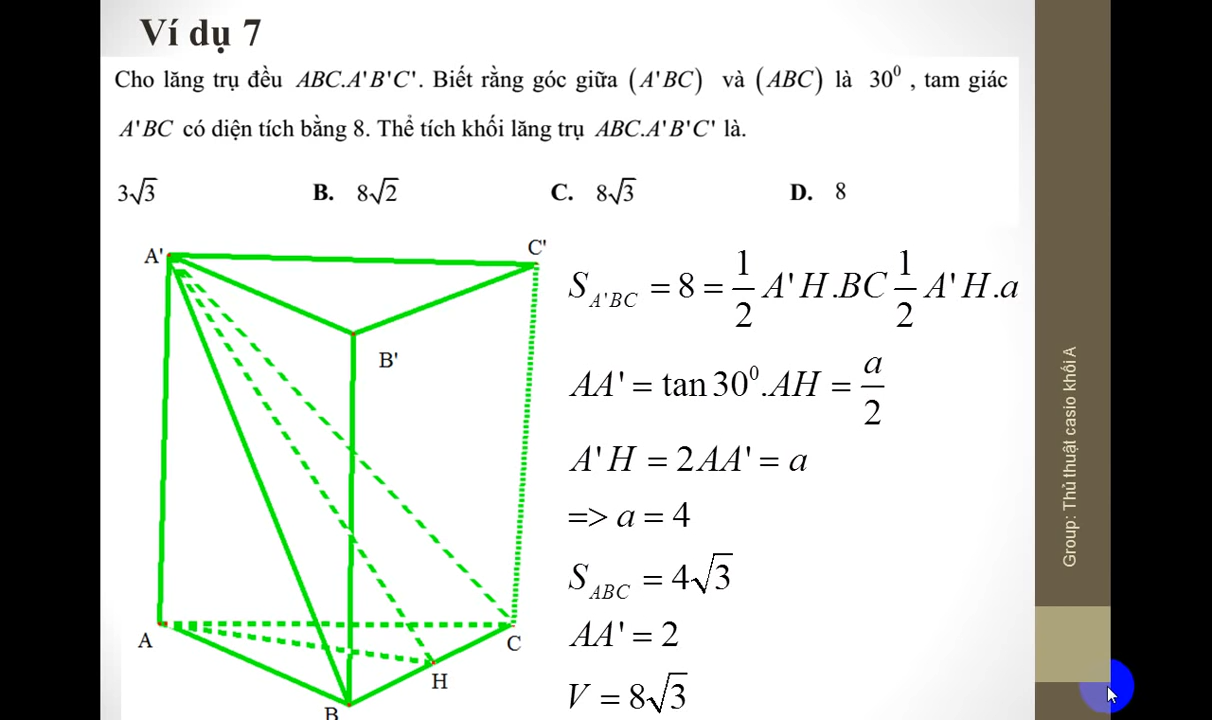 Ví dụ 7
Cho lăng trụ đều ABC.A'B'C'. Biết rằng góc giữa (A'BC) và (ABC) là 30⁰ , tam giác
A'BC có diện tích bằng 8. Thể tích khối lăng trụ ABC.A'B'C' là.
3√3 B. 8√2 C. 8√3 D. 8
A'
C'
B'
A
C
H
B
S_{A'BC} = 8 = 1/2 A'H.BC 1/2 A'H.a
AA' = tan30⁰.AH = a/2
A'H = 2AA' = a
=> a = 4
S_{ABC} = 4√3
AA' = 2
V = 8√3
Group: Thủ thuật casio khối A